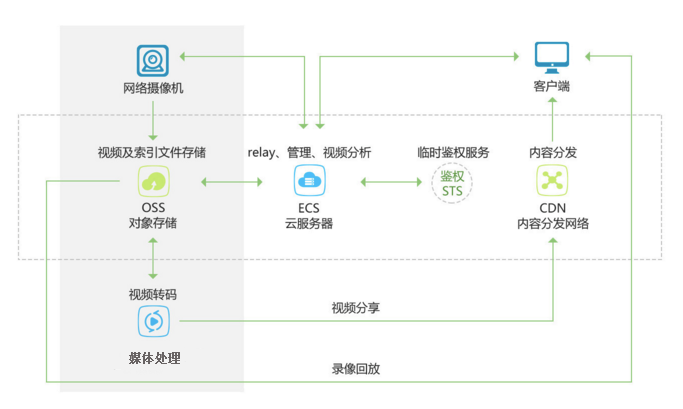 网络摄像机
客户端
视频及索引文件存储
relay、管理、视频分析
临时鉴权服务
内容分发
鉴权
STS
OSS
对象存储
ECS
云服务器
CDN
内容分发网络
视频转码
视频分享
媒体处理
录像回放